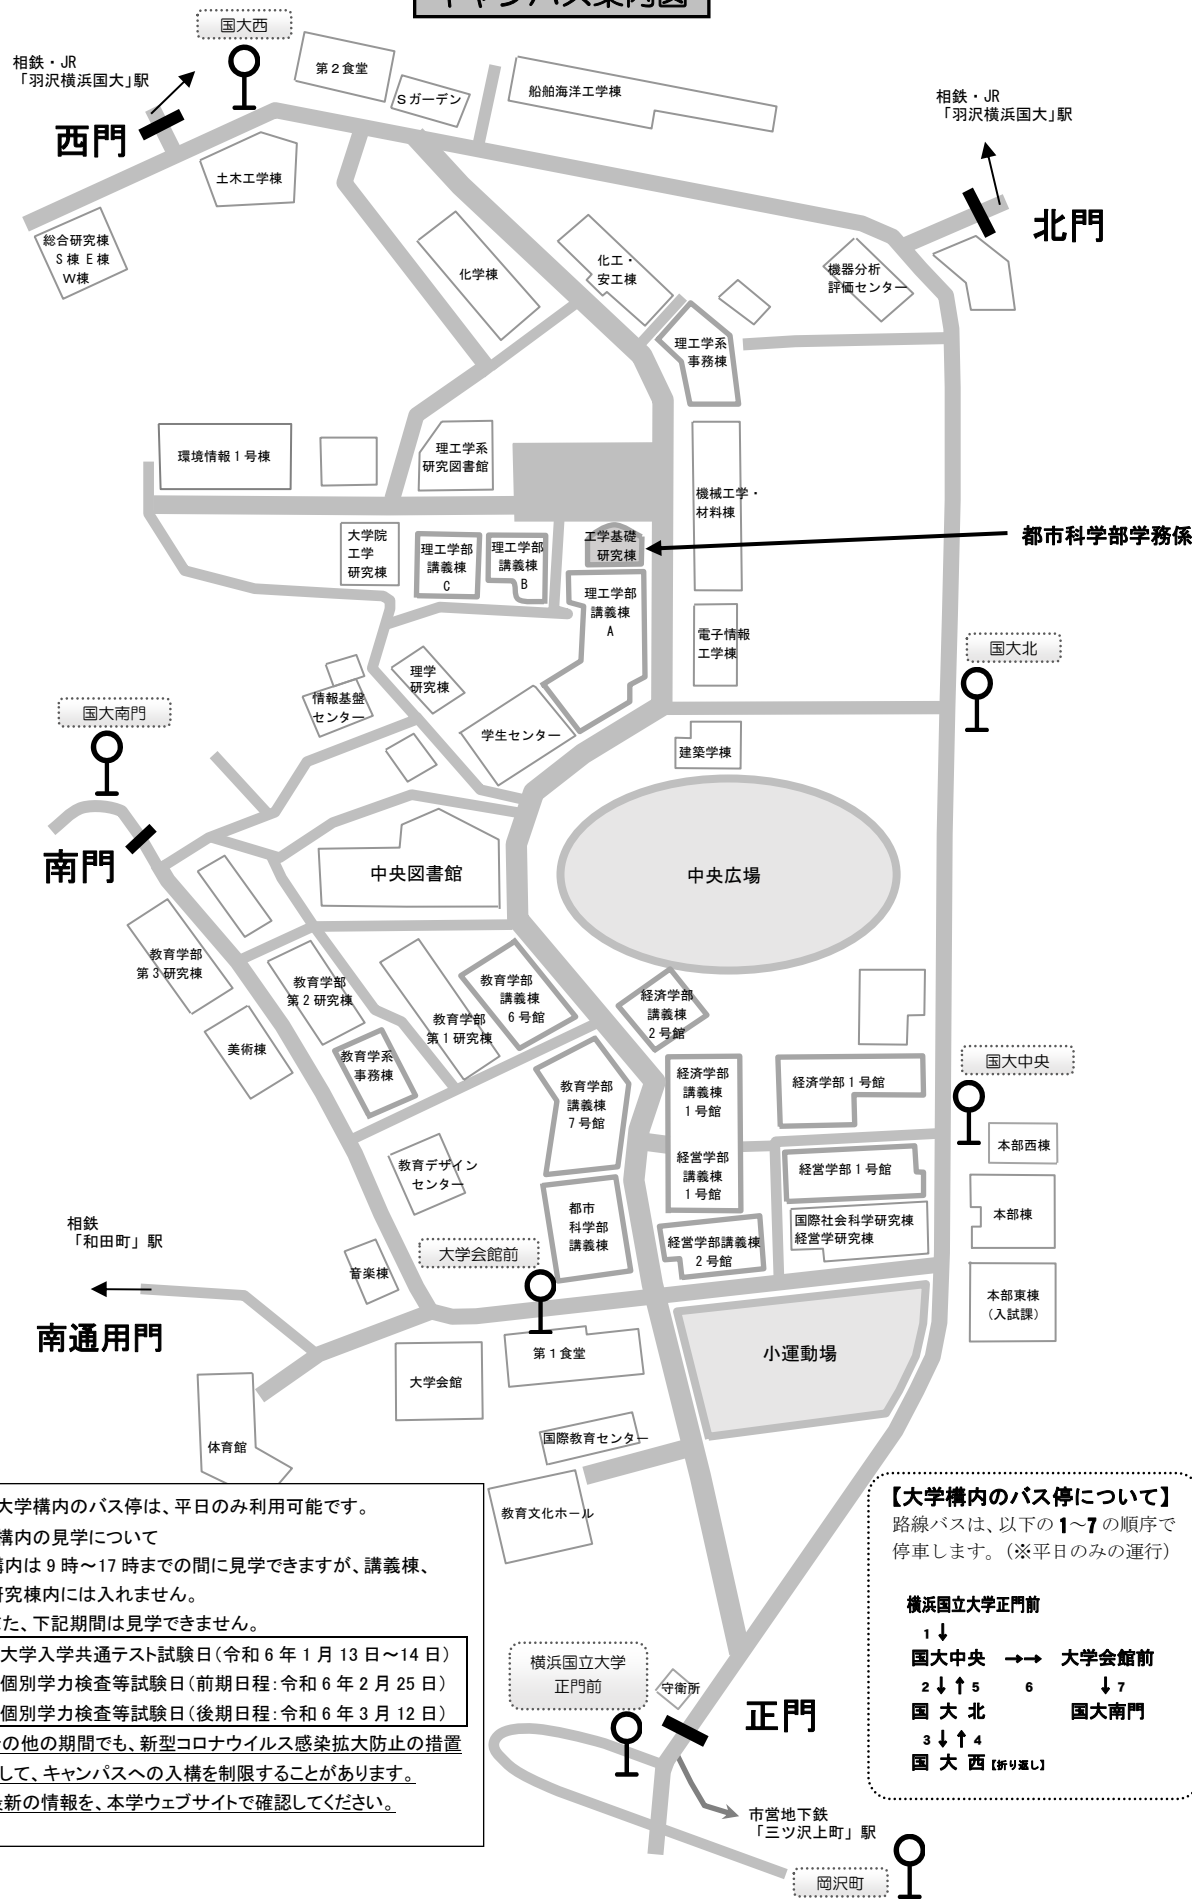 キャンパス案内図
国大西
相鉄・JR
「羽沢横浜国大」駅
西門
第２食堂
Ｓガーデン
船舶海洋工学棟
相鉄・JR
「羽沢横浜国大」駅
北門
土木工学棟
総合研究棟
Ｓ棟 Ｅ棟
Ｗ棟
化学棟
化工・
安工棟
機器分析
評価センター
理工学系
事務棟
環境情報１号棟
理工学系
研究図書館
機械工学・
材料棟
大学院
工学
研究棟
理工学部
講義棟
C
理工学部
講義棟
B
工学基礎
研究棟
都市科学部学務係
理工学部
講義棟
A
電子情報
工学棟
国大北
理学
研究棟
情報基盤
センター
国大南門
学生センター
建築学棟
南門
中央図書館
中央広場
教育学部
第３研究棟
教育学部
第２研究棟
教育学部
第１研究棟
教育学部
講義棟
６号館
経済学部
講義棟
２号館
美術棟
教育学系
事務棟
教育学部
講義棟
７号館
経済学部
講義棟
１号館
経済学部１号館
国大中央
本部西棟
教育デザイン
センター
経営学部
講義棟
１号館
経営学部１号館
都市
科学部
講義棟
国際社会科学研究棟
経営学研究棟
本部棟
相鉄
「和田町」駅
大学会館前
経営学部講義棟
２号館
音楽棟
本部東棟
（入試課）
南通用門
第１食堂
小運動場
大学会館
体育館
国際教育センター
教育文化ホール
大学構内のバス停は、平日のみ利用可能です。
構内の見学について
構内は９時～17 時までの間に見学できますが、講義棟、
研究棟内には入れません。
また、下記期間は見学できません。
大学入学共通テスト試験日（令和６年１月 13 日～14 日）
個別学力検査等試験日（前期日程：令和６年２月 25 日）
個別学力検査等試験日（後期日程：令和６年３月 12 日）
その他の期間でも、新型コロナウイルス感染拡大防止の措置
して、キャンパスへの入構を制限することがあります。
最新の情報を、本学ウェブサイトで確認してください。
【大学構内のバス停について】
路線バスは、以下の１～７の順序で
停車します。（※平日のみの運行）
横浜国立大学正門前
１↓
国大中央 →→ 大学会館前
２↓↑５ ６ ↓７
国 大 北 国大南門
３↓↑４
国 大 西【折り返し】
横浜国立大学
正門前
守衛所
正門
市営地下鉄
「三ツ沢上町」駅
岡沢町